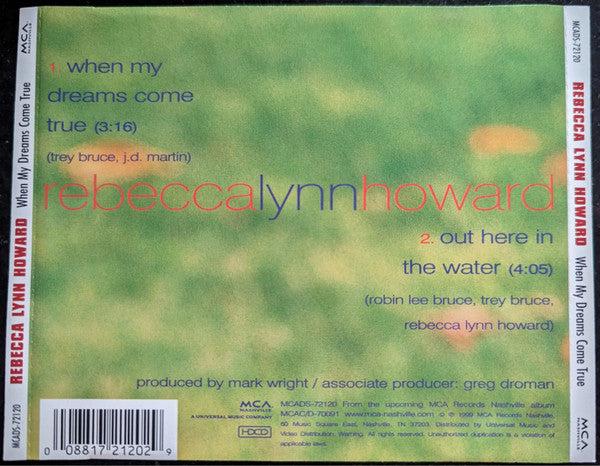 MCA
NASHVILLE
When My Dreams Come True
REBECCA LYNN HOWARD
MCADS-72120
1. when my
dreams come
true (3:16)
(trey bruce, j.d. martin)
rebeccalynnhoward
2. out here in
the water (4:05)
(robin lee bruce, trey bruce,
rebecca lynn howard)
produced by mark wright / associate producer: greg droman
MCA
NASHVILLE
A UNIVERSAL MUSIC COMPANY
HDCD
MCADS-72120 From the upcoming MCA Records Nashville album
MCAC/D-70091 www.mca-nashville.com ©℗ 1999 MCA Records Nashville,
60 Music Square East, Nashville, TN 37203. Distributed by Universal Music and
Video Distribution. Warning. All rights reserved. Unauthorized duplication is a violation of
applicable laws.
0 08817 21202 9
MCADS-72120
REBECCA LYNN HOWARD
When My Dreams Come True
MCA
NASHVILLE